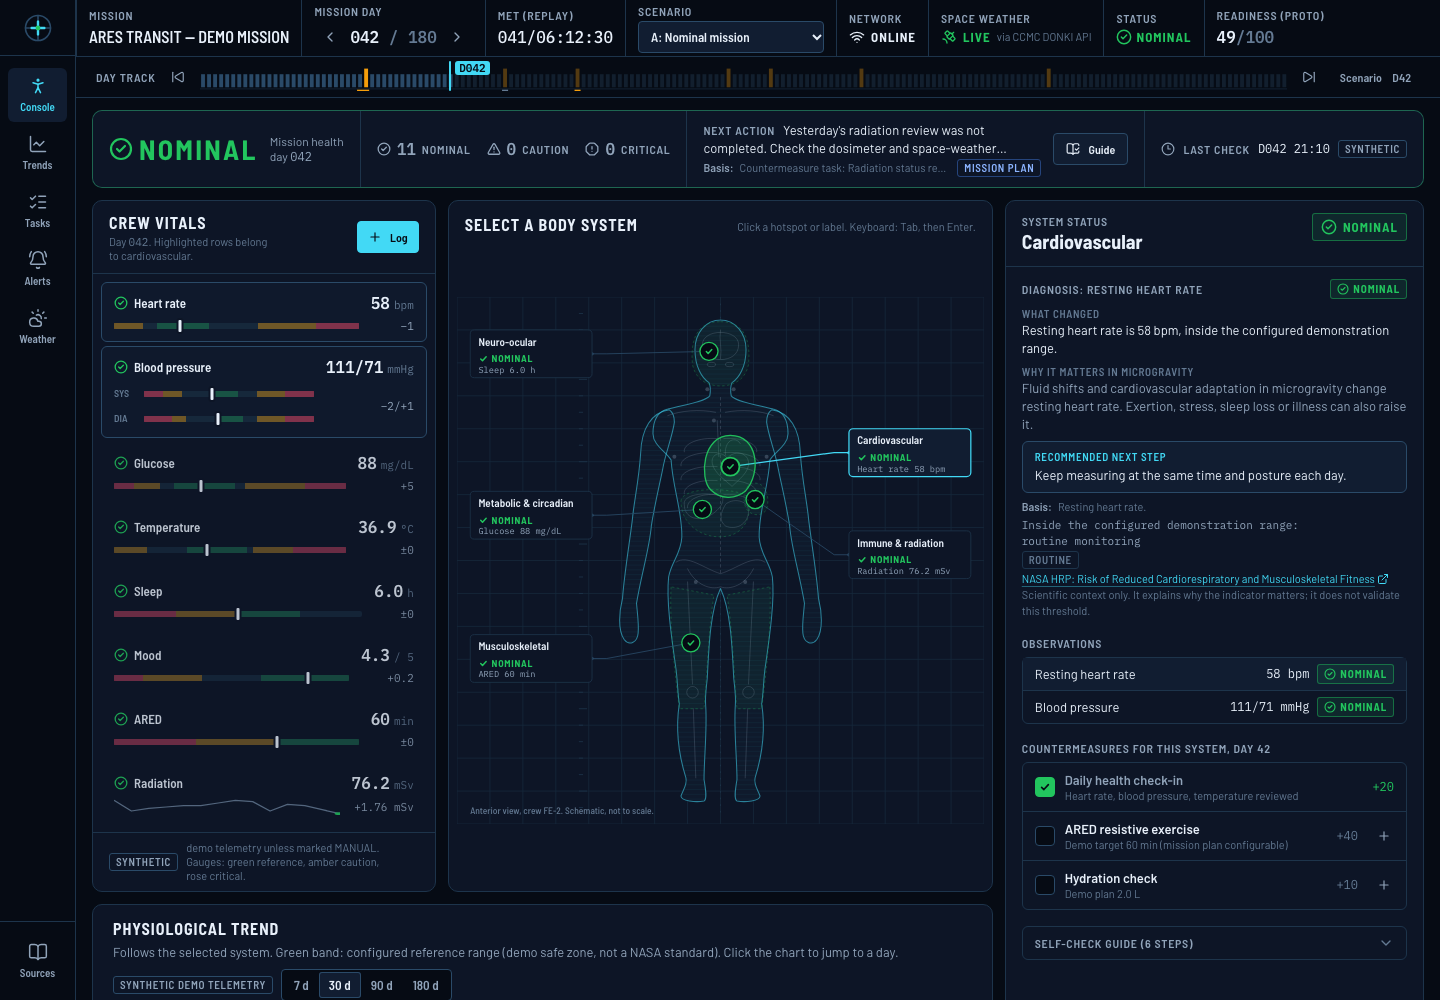 MISSION
ARES TRANSIT — DEMO MISSION
MISSION DAY
042 / 180
MET (REPLAY)
041/06:12:30
SCENARIO
A: Nominal mission
NETWORK
ONLINE
SPACE WEATHER
LIVE via CCMC DONKI API
STATUS
NOMINAL
READINESS (PROTO)
49/100
Console
Trends
Tasks
Alerts
Weather
Sources
DAY TRACK
D042
Scenario D42
NOMINAL
Mission health
day 042
11 NOMINAL
0 CAUTION
0 CRITICAL
NEXT ACTION Yesterday's radiation review was not
completed. Check the dosimeter and space-weather...
Basis: Countermeasure task: Radiation status re...
MISSION PLAN
Guide
LAST CHECK D042 21:10 SYNTHETIC
CREW VITALS
Day 042. Highlighted rows belong
to cardiovascular.
Log
Heart rate 58 bpm
−1
Blood pressure 111/71 mmHg
SYS
−2/+1
DIA
Glucose 88 mg/dL
+5
Temperature 36.9 °C
±0
Sleep 6.0 h
±0
Mood 4.3 / 5
+0.2
ARED 60 min
±0
Radiation 76.2 mSv
+1.76 mSv
SYNTHETIC
demo telemetry unless marked MANUAL.
Gauges: green reference, amber caution,
rose critical.
SELECT A BODY SYSTEM
Click a hotspot or label. Keyboard: Tab, then Enter.
Neuro-ocular
NOMINAL
Sleep 6.0 h
Cardiovascular
NOMINAL
Heart rate 58 bpm
Metabolic & circadian
NOMINAL
Glucose 88 mg/dL
Immune & radiation
NOMINAL
Radiation 76.2 mSv
Musculoskeletal
NOMINAL
ARED 60 min
Anterior view, crew FE-2. Schematic, not to scale.
PHYSIOLOGICAL TREND
Follows the selected system. Green band: configured reference range (demo safe zone, not a NASA standard). Click the chart to jump to a day.
SYNTHETIC DEMO TELEMETRY
7 d
30 d
90 d
180 d
SYSTEM STATUS
Cardiovascular
NOMINAL
DIAGNOSIS: RESTING HEART RATE
NOMINAL
WHAT CHANGED
Resting heart rate is 58 bpm, inside the configured demonstration
range.
WHY IT MATTERS IN MICROGRAVITY
Fluid shifts and cardiovascular adaptation in microgravity change
resting heart rate. Exertion, stress, sleep loss or illness can also raise
it.
RECOMMENDED NEXT STEP
Keep measuring at the same time and posture each day.
Basis: Resting heart rate.
Inside the configured demonstration range:
routine monitoring
ROUTINE
NASA HRP: Risk of Reduced Cardiorespiratory and Musculoskeletal Fitness
Scientific context only. It explains why the indicator matters; it does not validate
this threshold.
OBSERVATIONS
Resting heart rate 58 bpm NOMINAL
Blood pressure 111/71 mmHg NOMINAL
COUNTERMEASURES FOR THIS SYSTEM, DAY 42
Daily health check-in
Heart rate, blood pressure, temperature reviewed
+20
ARED resistive exercise
Demo target 60 min (mission plan configurable)
+40 +
Hydration check
Demo plan 2.0 L
+10 +
SELF-CHECK GUIDE (6 STEPS)